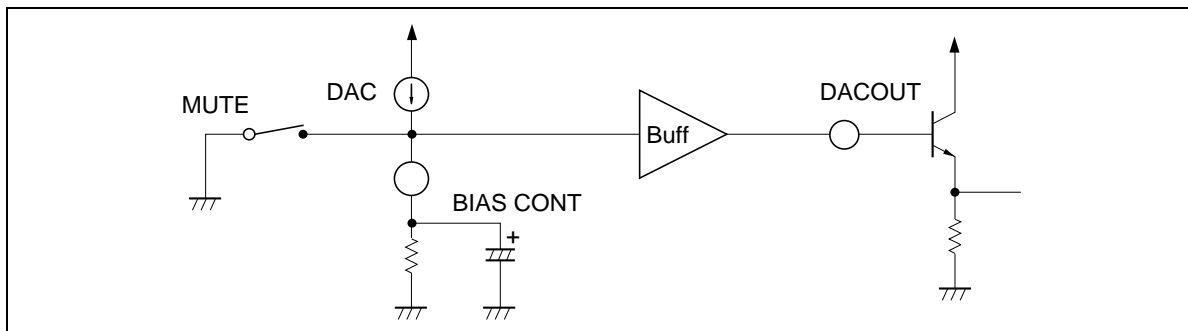 MUTE
DAC
DACOUT
Buff
BIAS CONT
+